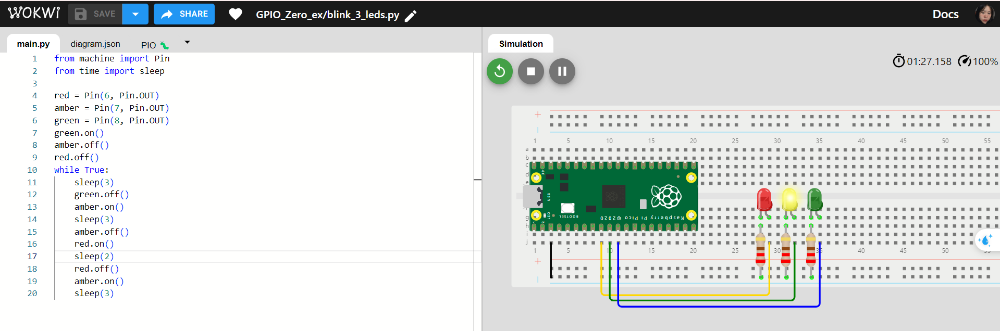 WOKWI SAVE SHARE GPIO_Zero_ex/blink_3_leds.py Docs
main.py diagram.json PIO
1 from machine import Pin
2 from time import sleep
3
4 red = Pin(6, Pin.OUT)
5 amber = Pin(7, Pin.OUT)
6 green = Pin(8, Pin.OUT)
7 green.on()
8 amber.off()
9 red.off()
10 while True:
11 sleep(3)
12 green.off()
13 amber.on()
14 sleep(3)
15 amber.off()
16 red.on()
17 sleep(2)
18 red.off()
19 amber.on()
20 sleep(3)
Simulation
01:27.158 100%
1 5 10 15 20 25 30 35 40 45 50 55
a
b
c
d
e
USB
LED
BOOTSEL
Raspberry Pi Pico ©2020
g
h
i
j
1 5 10 15 20 25 30 35 40 45 50 55